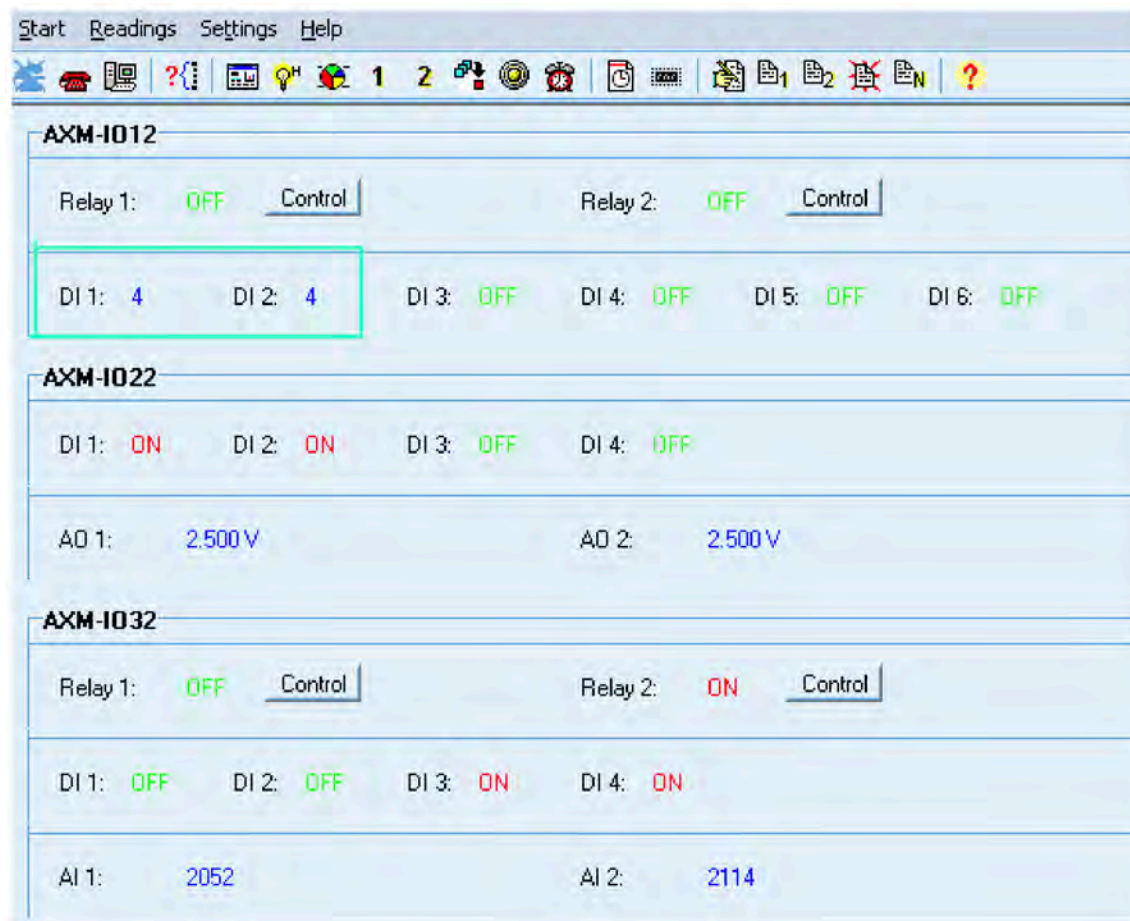 Start Readings Settings Help
?{} H 1 2 1 2 N ?
AXM-IO12
Relay 1: OFF Control Relay 2: OFF Control
DI 1: 4 DI 2: 4 DI 3: OFF DI 4: OFF DI 5: OFF DI 6: OFF
AXM-IO22
DI 1: ON DI 2: ON DI 3: OFF DI 4: OFF
AO 1: 2.500 V AO 2: 2.500 V
AXM-IO32
Relay 1: OFF Control Relay 2: ON Control
DI 1: OFF DI 2: OFF DI 3: ON DI 4: ON
AI 1: 2052 AI 2: 2114